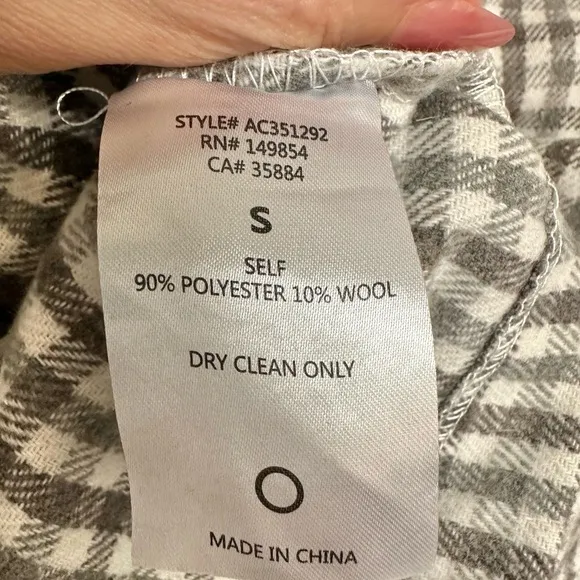 STYLE# AC351292
RN# 149854
CA# 35884
S
SELF
90% POLYESTER 10% WOOL
DRY CLEAN ONLY
MADE IN CHINA